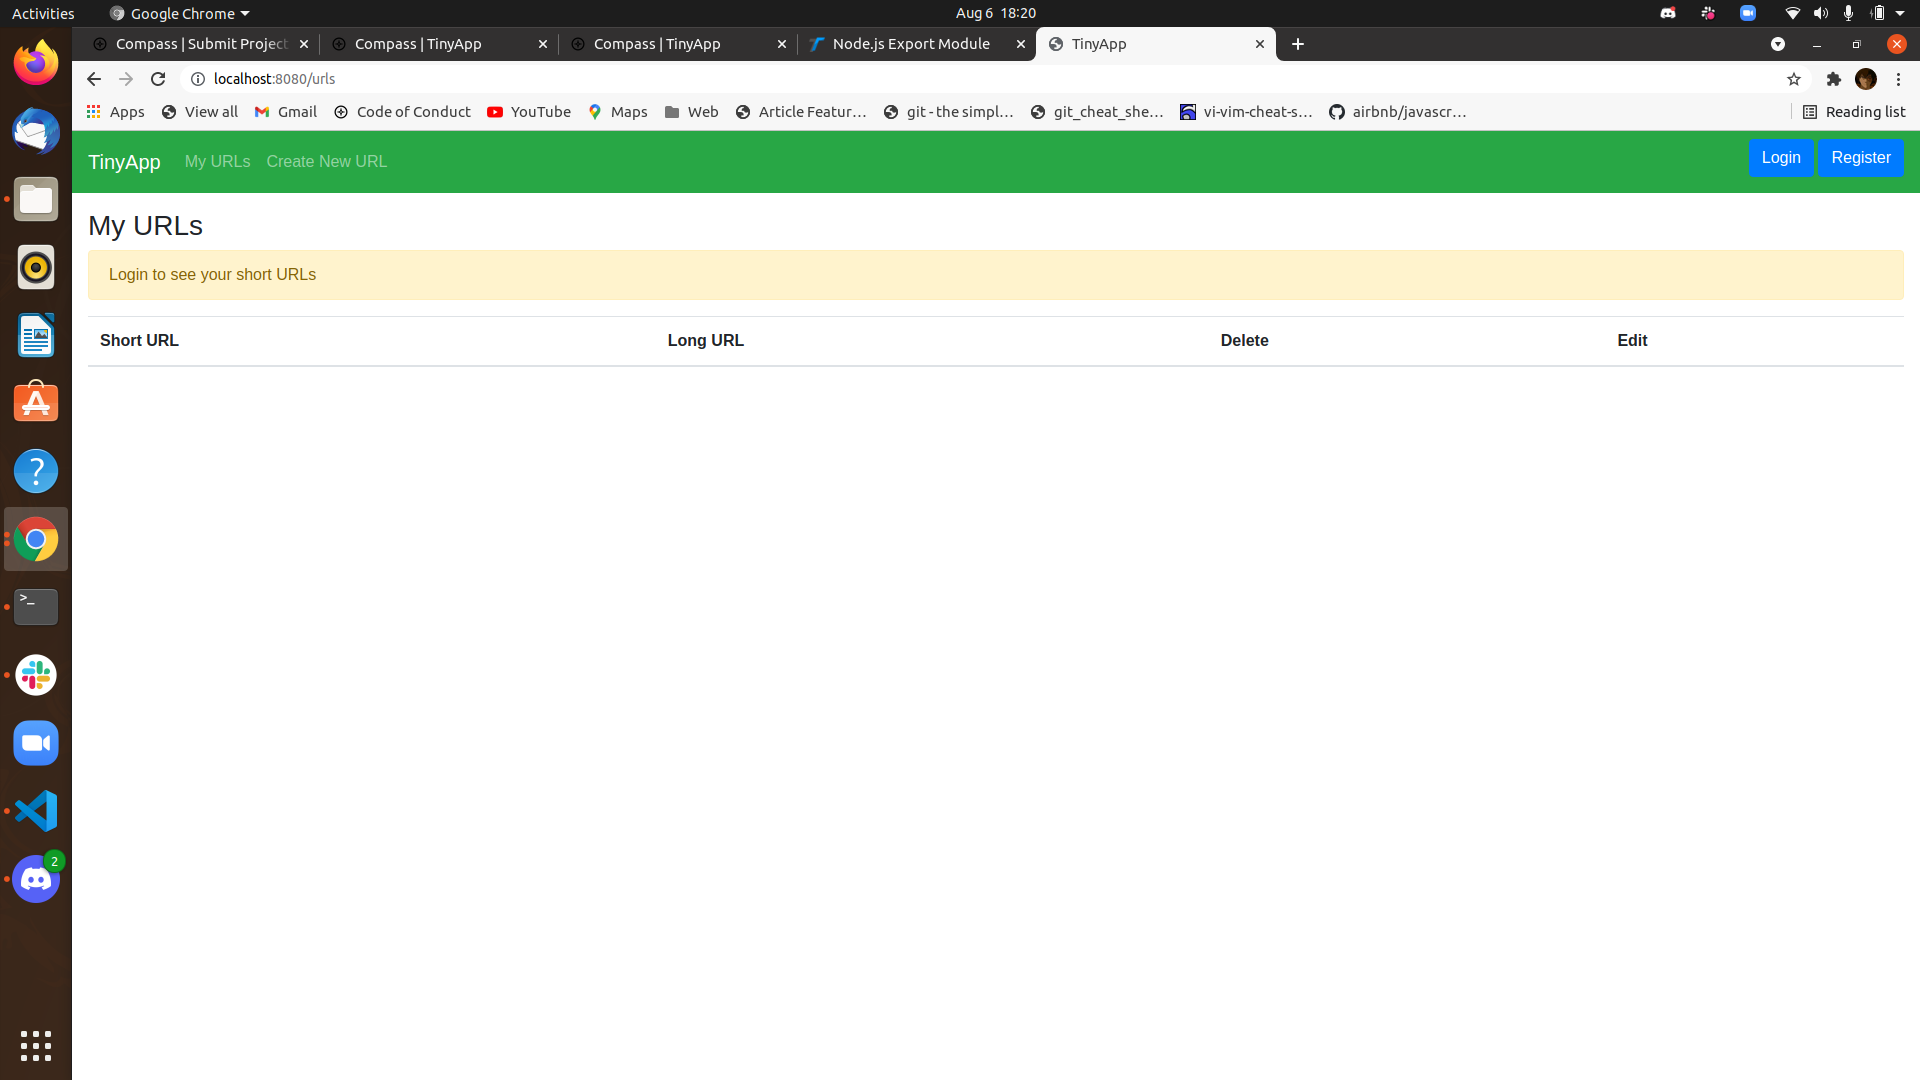 Activities Google Chrome Aug 6 18:20
Compass | Submit Project Compass | TinyApp Compass | TinyApp Node.js Export Module TinyApp
localhost:8080/urls
Apps View all Gmail Code of Conduct YouTube Maps Web Article Featur… git - the simpl… git_cheat_she… vi-vim-cheat-s… airbnb/javascr… Reading list
TinyApp My URLs Create New URL Login Register
My URLs
Login to see your short URLs
Short URL Long URL Delete Edit
2